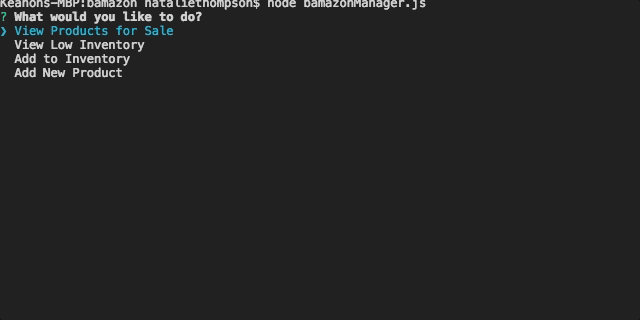 Keanons-MBP:bamazon nataliethompson$ node bamazonManager.js
? What would you like to do?
❯ View Products for Sale
View Low Inventory
Add to Inventory
Add New Product